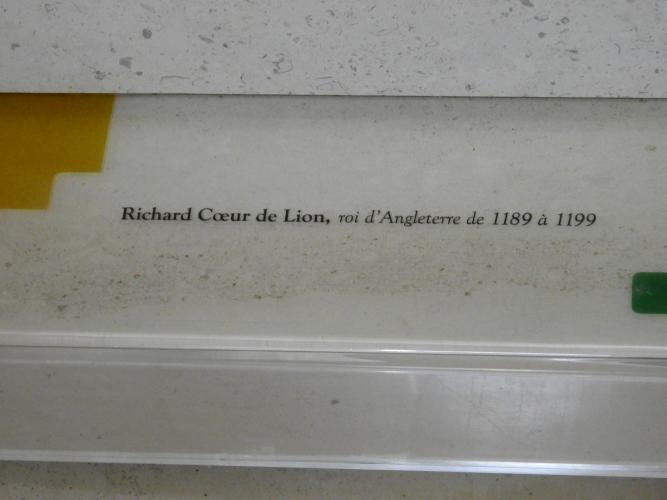 Richard Cœur de Lion, roi d'Angleterre de 1189 à 1199